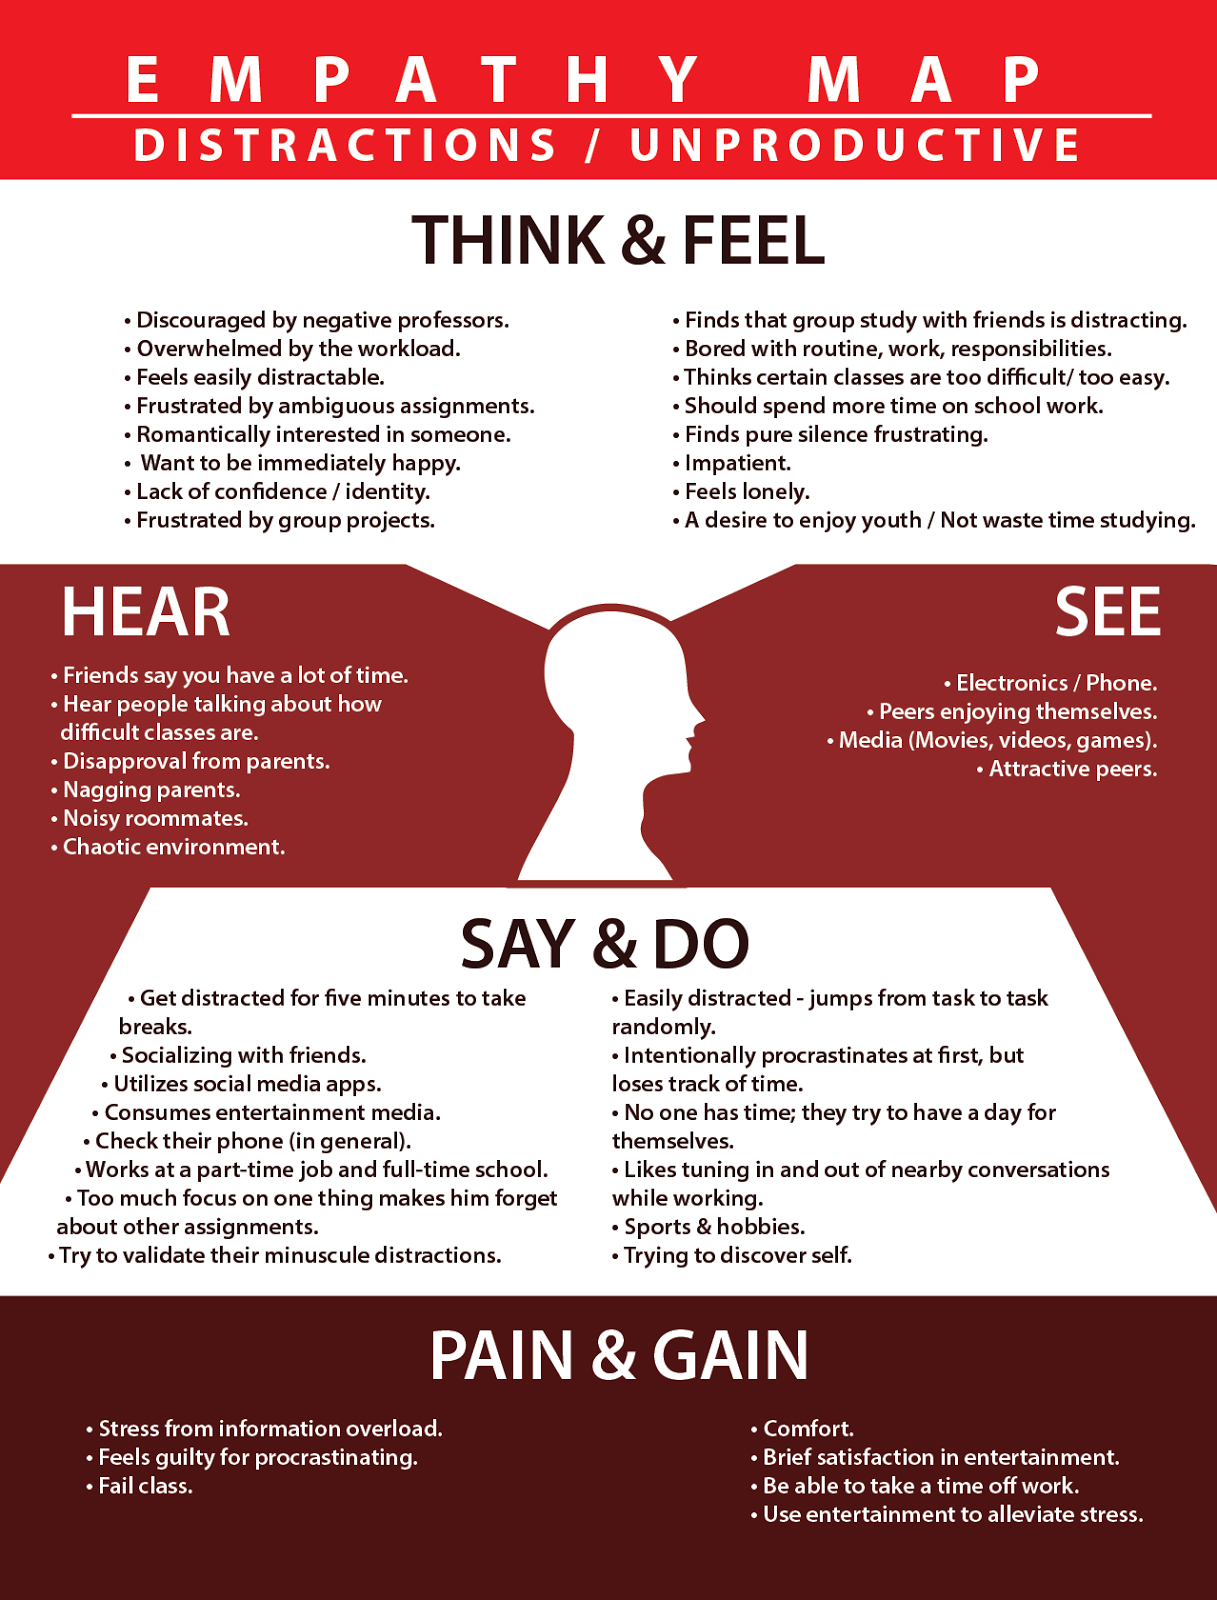 EMPATHY MAP
DISTRACTIONS / UNPRODUCTIVE
THINK & FEEL
• Discouraged by negative professors.
• Overwhelmed by the workload.
• Feels easily distractable.
• Frustrated by ambiguous assignments.
• Romantically interested in someone.
• Want to be immediately happy.
• Lack of confidence / identity.
• Frustrated by group projects.
• Finds that group study with friends is distracting.
• Bored with routine, work, responsibilities.
• Thinks certain classes are too difficult/ too easy.
• Should spend more time on school work.
• Finds pure silence frustrating.
• Impatient.
• Feels lonely.
• A desire to enjoy youth / Not waste time studying.
HEAR
• Friends say you have a lot of time.
• Hear people talking about how
difficult classes are.
• Disapproval from parents.
• Nagging parents.
• Noisy roommates.
• Chaotic environment.
SEE
• Electronics / Phone.
• Peers enjoying themselves.
• Media (Movies, videos, games).
• Attractive peers.
SAY & DO
• Get distracted for five minutes to take
breaks.
• Socializing with friends.
• Utilizes social media apps.
• Consumes entertainment media.
• Check their phone (in general).
• Works at a part-time job and full-time school.
• Too much focus on one thing makes him forget
about other assignments.
• Try to validate their minuscule distractions.
• Easily distracted - jumps from task to task
randomly.
• Intentionally procrastinates at first, but
loses track of time.
• No one has time; they try to have a day for
themselves.
• Likes tuning in and out of nearby conversations
while working.
• Sports & hobbies.
• Trying to discover self.
PAIN & GAIN
• Stress from information overload.
• Feels guilty for procrastinating.
• Fail class.
• Comfort.
• Brief satisfaction in entertainment.
• Be able to take a time off work.
• Use entertainment to alleviate stress.